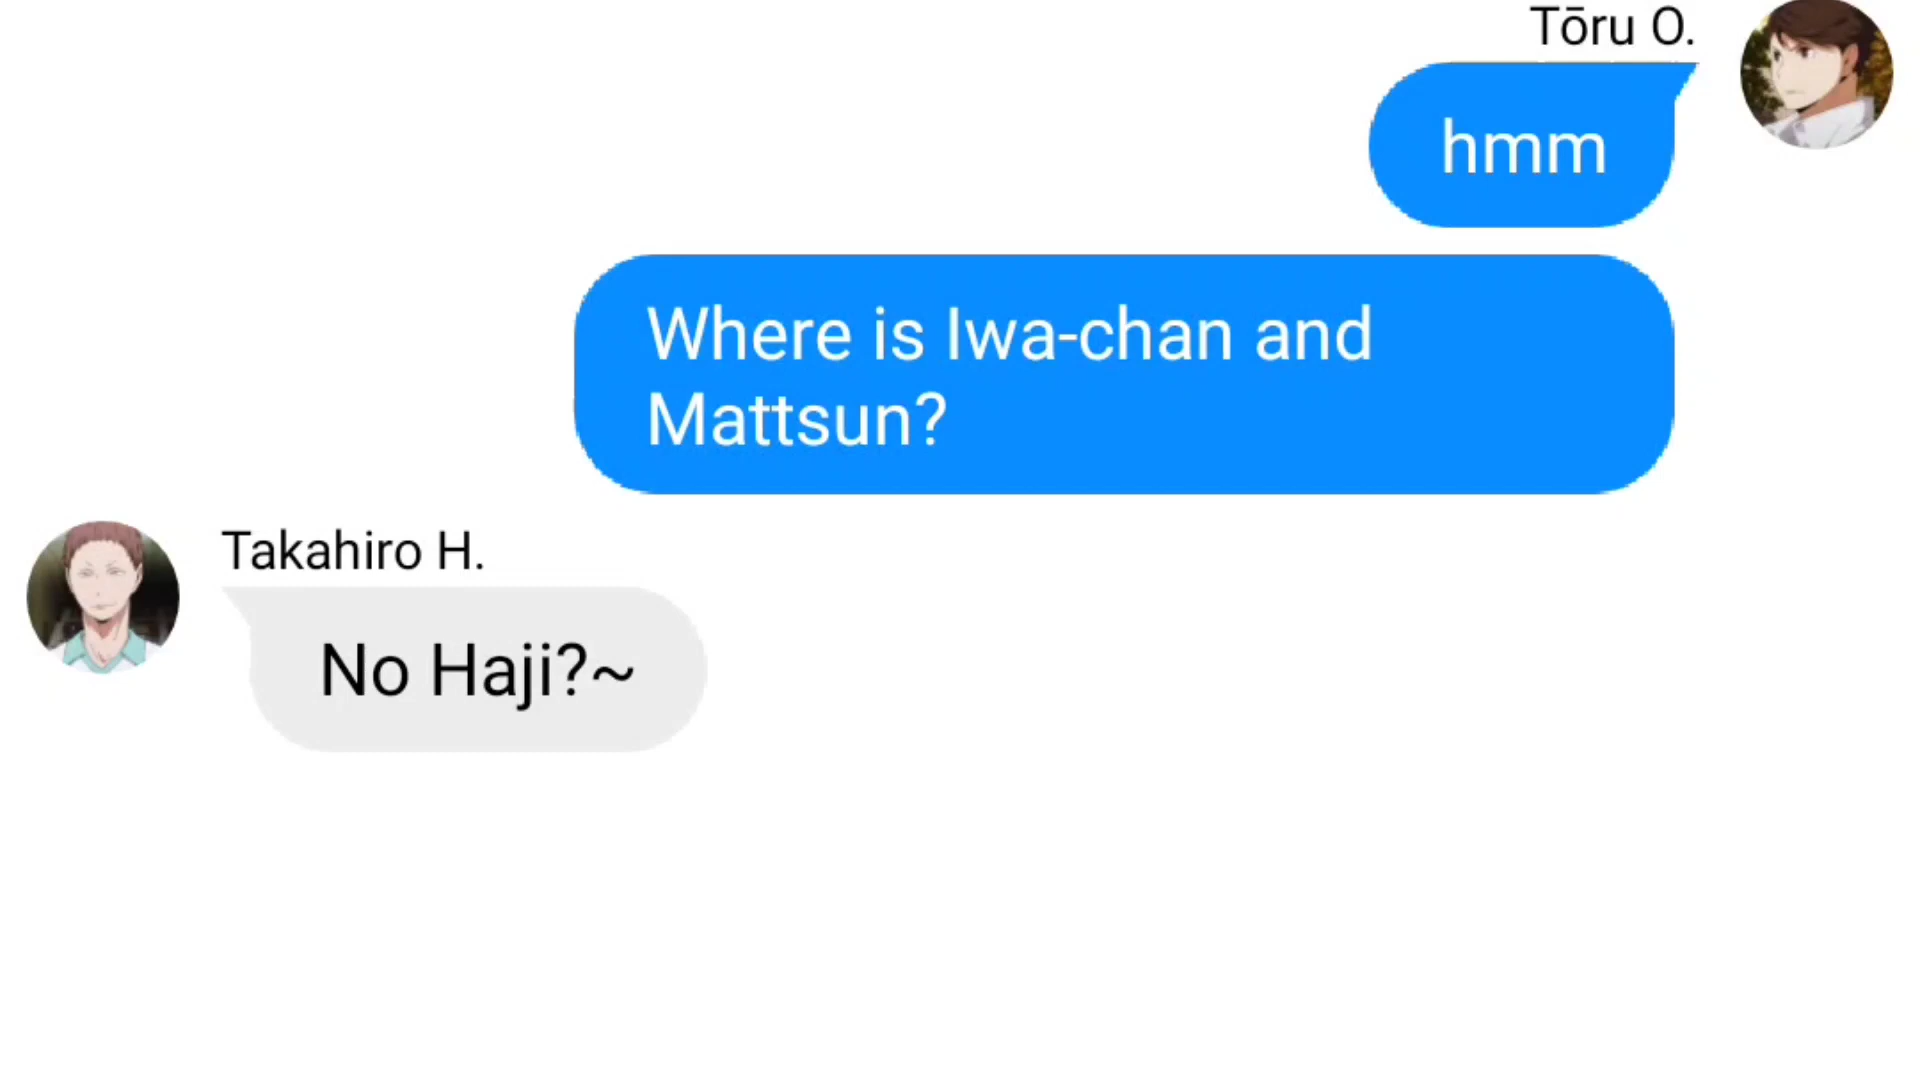 Tōru O.
hmm
Where is Iwa-chan and
Mattsun?
Takahiro H.
No Haji?~